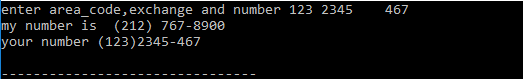 enter area_code,exchange and number 123 2345    467
my number is  (212) 767-8900
your number (123)2345-467

--------------------------------